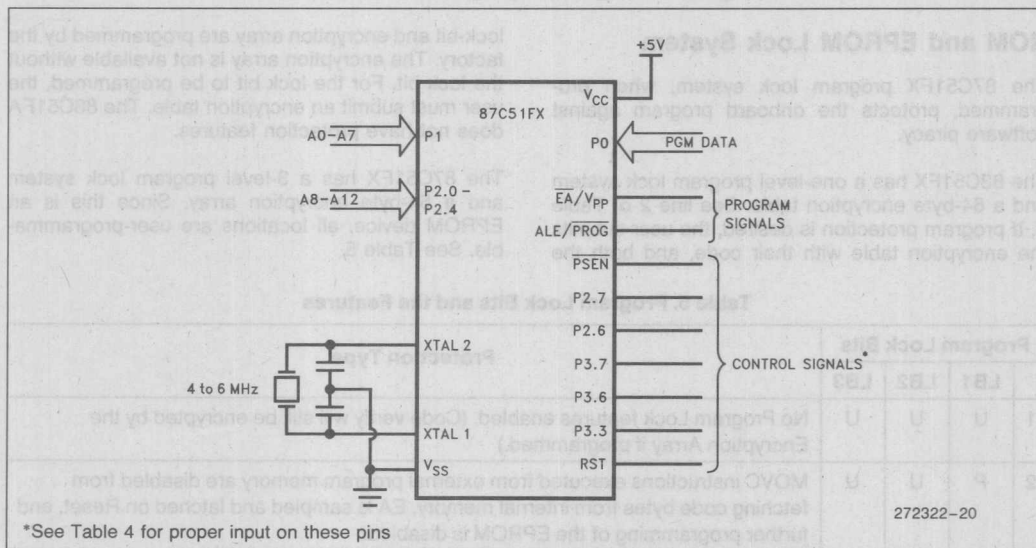 +5V
VCC
87C51FX
A0-A7
P1
P0
PGM DATA
A8-A12
P2.0-
P2.4
EA/VPP
ALE/PROG
PROGRAM
SIGNALS
PSEN
P2.7
P2.6
P3.7
P3.6
P3.3
RST
CONTROL SIGNALS*
XTAL 2
4 to 6 MHz
XTAL 1
VSS
272322-20
*See Table 4 for proper input on these pins
ROM and EPROM Lock System
The 87C51FX program lock system, when pro-
grammed, protects the onboard program against
software piracy.
The 83C51FX has a one-level program lock system
and a 64-byte encryption table. See line 2 of Table
If program protection is desired, the user
the encryption table with their code, and both the
lock-bit and encryption array are programmed by the
factory. The encryption array is not available without
the lock bit. For the lock bit to be programmed, the
user must submit an encryption table. The 83C51FA
does not have protection features.
The 87C51FX has a 3-level program lock system
and a 64-byte encryption array. Since this is an
EPROM device, all locations are user-programma-
ble. See Table 5.
Table 5. Program Lock Bits and the Features
Program Lock Bits
Protection Type
LB1 LB2 LB3
1 U U U No Program Lock features enabled. (Code verify will still be encrypted by the
Encryption Array if programmed.)
2 P U U MOVC instructions executed from external program memory are disabled from
fetching code bytes from internal memory, EA is sampled and latched on Reset, and
further programming of the EPROM is disabled.